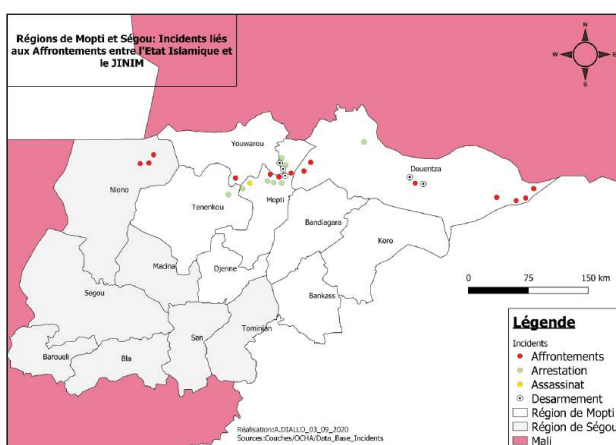 Régions de Mopti et Ségou: Incidents liés
aux Affrontements entre l'Etat Islamique et
le JINIM
N
W
E
S
Youwarou
Douentza
Niono
Tenenkou
Mopti
Bandiagara
Koro
Macina
Djenne
Segou
Bankass
San
Tominian
Baroueli
Bla
0 75 150 km
Légende
Incidents
Affrontements
Arrestation
Assassinat
Desarmement
Région de Mopti
Région de Ségou
Mali
Réalisation:A.DIALLO_03_09_2020
Sources:Couches/OCHA/Data_Base_Incidents